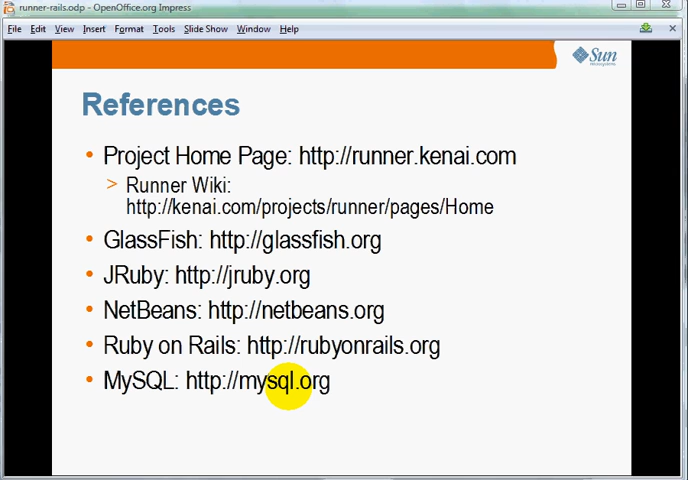 runner-rails.odp - OpenOffice.org Impress
File Edit View Insert Format Tools Slide Show Window Help
Sun
microsystems
References
• Project Home Page: http://runner.kenai.com
> Runner Wiki:
http://kenai.com/projects/runner/pages/Home
• GlassFish: http://glassfish.org
• JRuby: http://jruby.org
• NetBeans: http://netbeans.org
• Ruby on Rails: http://rubyonrails.org
• MySQL: http://mysql.org